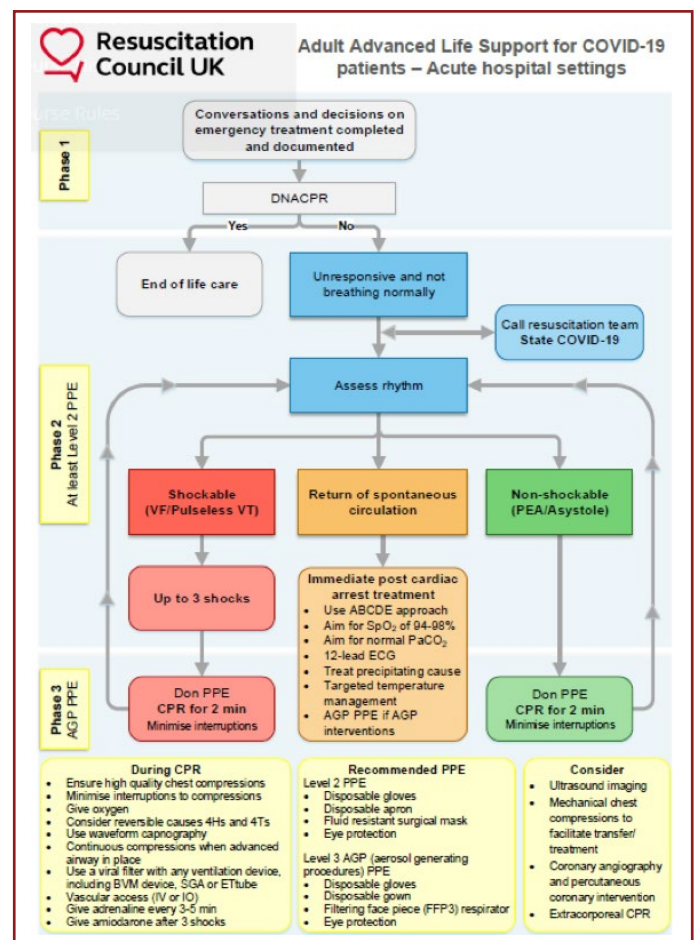 Resuscitation
Council UK
Adult Advanced Life Support for COVID-19
patients – Acute hospital settings
urse Rules
Phase 1
Conversations and decisions on
emergency treatment completed
and documented
DNACPR
Yes
No
End of life care
Unresponsive and not
breathing normally
Call resuscitation team
State COVID-19
Phase 2
At least Level 2 PPE
Assess rhythm
Shockable
(VF/Pulseless VT)
Return of spontaneous
circulation
Non-shockable
(PEA/Asystole)
Up to 3 shocks
Immediate post cardiac
arrest treatment
• Use ABCDE approach
• Aim for SpO₂ of 94-98%
• Aim for normal PaCO₂
• 12-lead ECG
• Treat precipitating cause
• Targeted temperature
management
• AGP PPE if AGP
interventions
Phase 3
AGP PPE
Don PPE
CPR for 2 min
Minimise interruptions
Don PPE
CPR for 2 min
Minimise interruptions
During CPR
• Ensure high quality chest compressions
• Minimise interruptions to compressions
• Give oxygen
• Consider reversible causes 4Hs and 4Ts
• Use waveform capnography
• Continuous compressions when advanced
airway in place
• Use a viral filter with any ventilation device,
including BVM device, SGA or ETtube
• Vascular access (IV or IO)
• Give adrenaline every 3-5 min
• Give amiodarone after 3 shocks
Recommended PPE
Level 2 PPE
• Disposable gloves
• Disposable apron
• Fluid resistant surgical mask
• Eye protection
Level 3 AGP (aerosol generating
procedures) PPE
• Disposable gloves
• Disposable gown
• Filtering face piece (FFP3) respirator
• Eye protection
Consider
• Ultrasound imaging
• Mechanical chest
compressions to
facilitate transfer/
treatment
• Coronary angiography
and percutaneous
coronary intervention
• Extracorporeal CPR